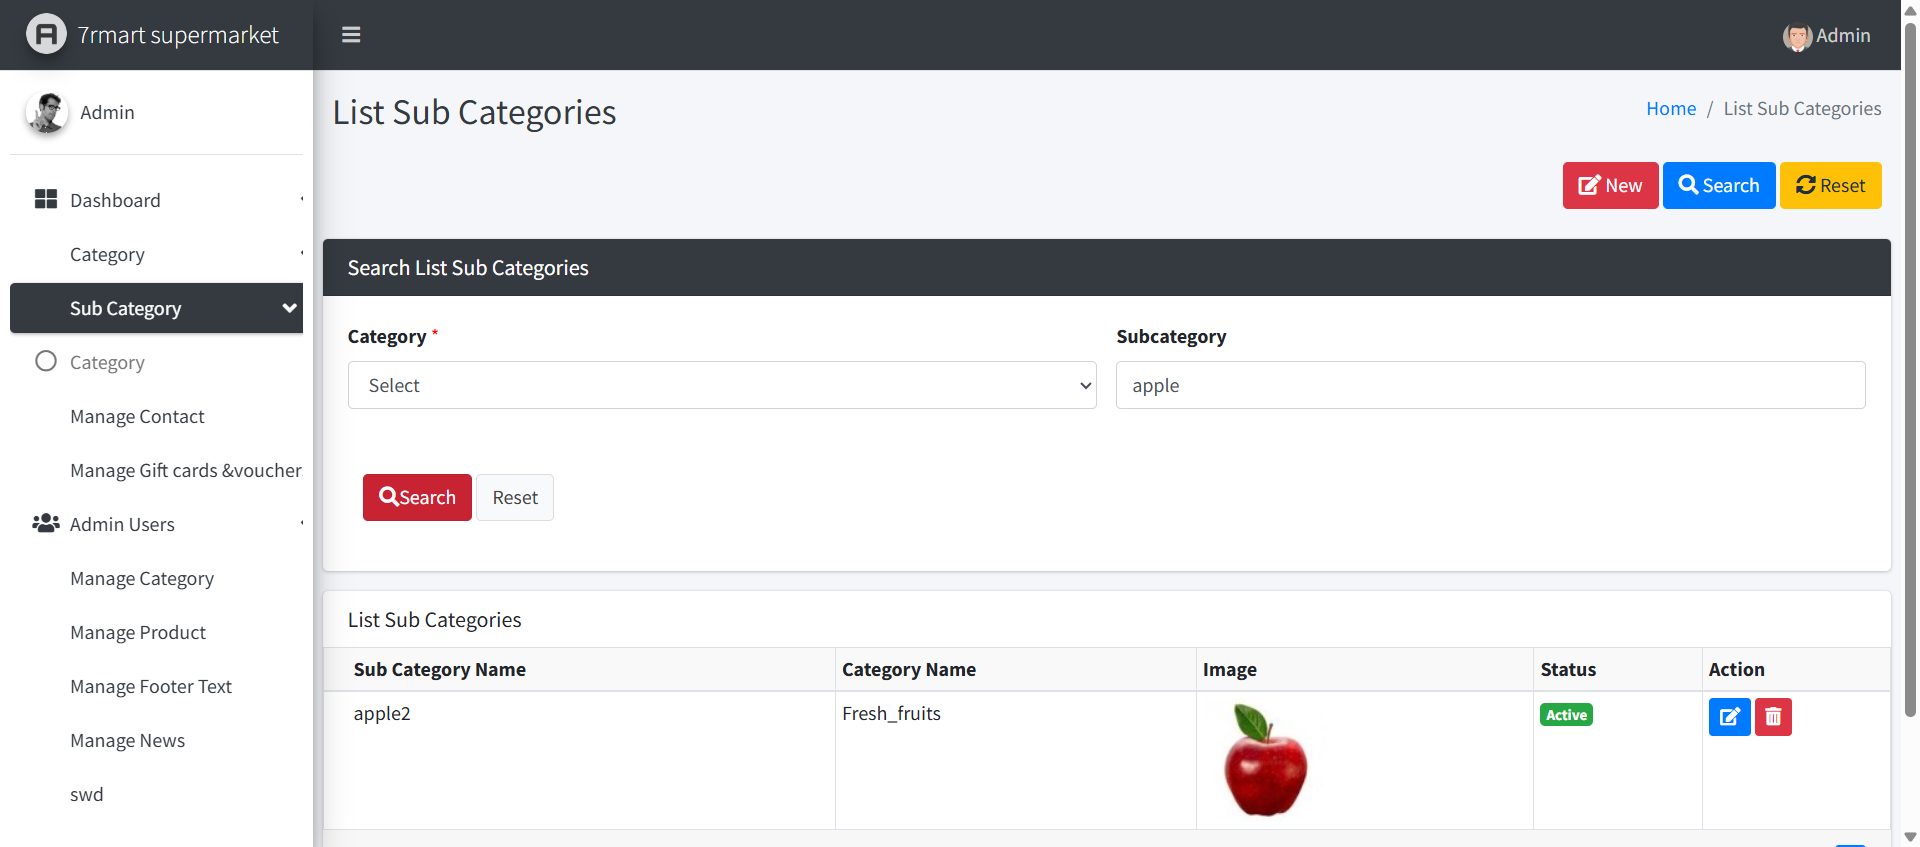 7rmart supermarket
Admin
Admin
List Sub Categories
Home / List Sub Categories
New
Search
Reset
Dashboard
Category
Sub Category
Category
Manage Contact
Manage Gift cards &voucher
Admin Users
Manage Category
Manage Product
Manage Footer Text
Manage News
swd
Search List Sub Categories
Category *
Subcategory
Select
apple
Search
Reset
List Sub Categories
Sub Category Name
Category Name
Image
Status
Action
apple2
Fresh_fruits
Active